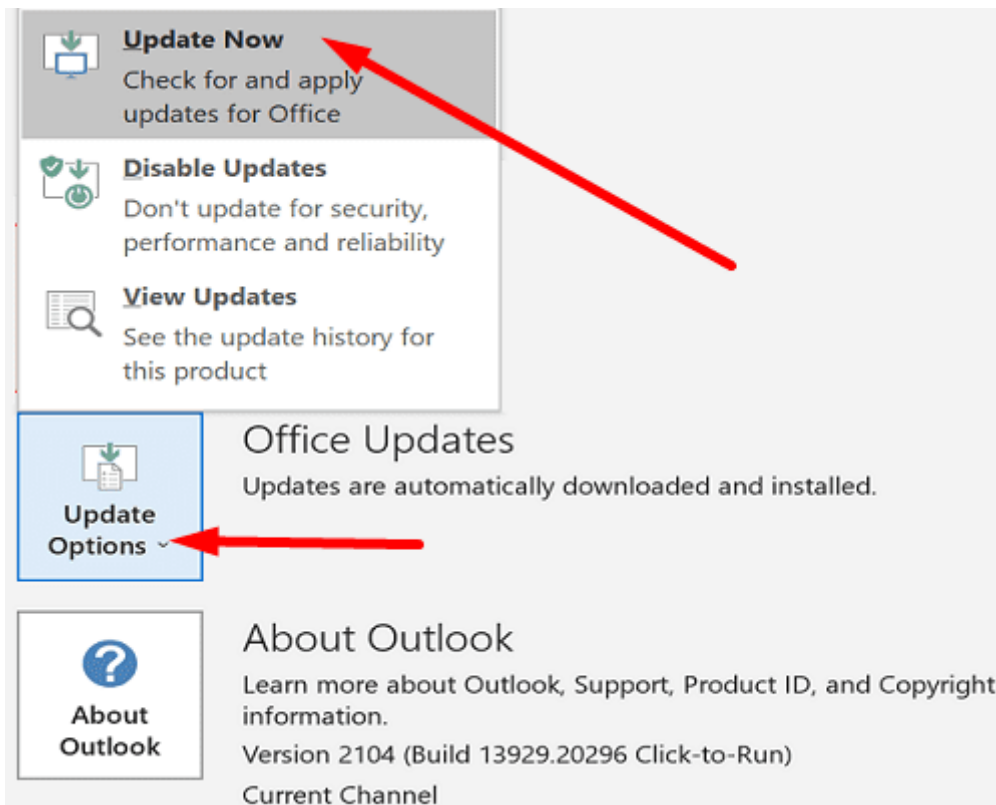 Update Now
Check for and apply
updates for Office
Disable Updates
Don't update for security,
performance and reliability
View Updates
See the update history for
this product
Update
Options
Office Updates
Updates are automatically downloaded and installed.
About
Outlook
About Outlook
Learn more about Outlook, Support, Product ID, and Copyright
information.
Version 2104 (Build 13929.20296 Click-to-Run)
Current Channel